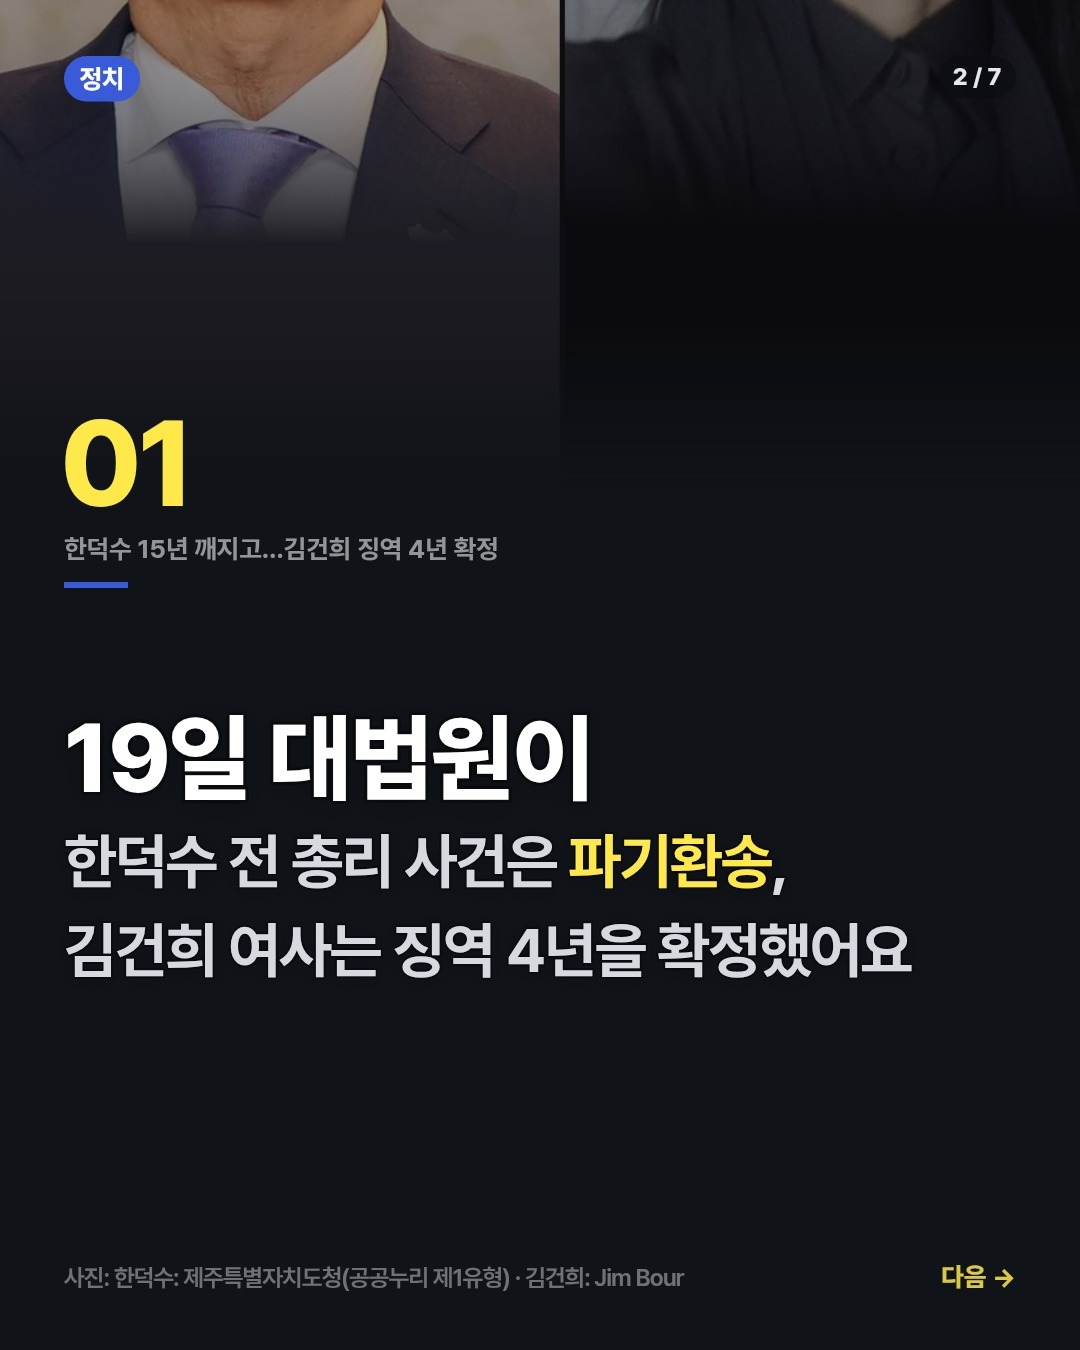 정치
2 / 7
01
한덕수 15년 깨지고...김건희 징역 4년 확정
19일 대법원이
한덕수 전 총리 사건은 파기환송,
김건희 여사는 징역 4년을 확정했어요
사진: 한덕수: 제주특별자치도청(공공누리 제1유형) · 김건희: Jim Bour
다음 →